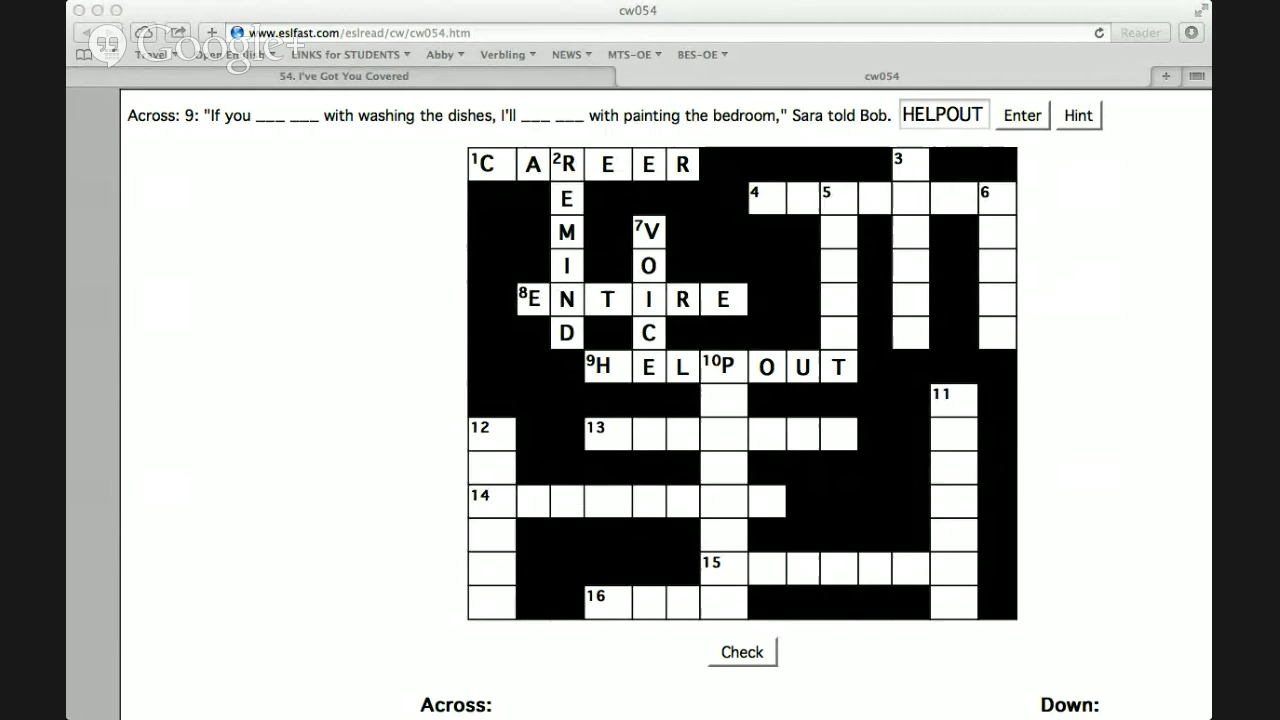 cw054
Google+
www.eslfast.com/eslread/cw/cw054.htm
Reader
Travel Open English LINKS for STUDENTS Abby Verbling NEWS MTS-OE BES-OE
54. I've Got You Covered
cw054
Across: 9: "If you ___ ___ with washing the dishes, I'll ___ ___ with painting the bedroom," Sara told Bob. HELPOUT Enter Hint
1C A 2R E E R 3
E 4 5 6
M 7V
I O
8E N T I R E
D C
9H E L 10P O U T
11
12 13
14
15
16
Check
Across: Down: